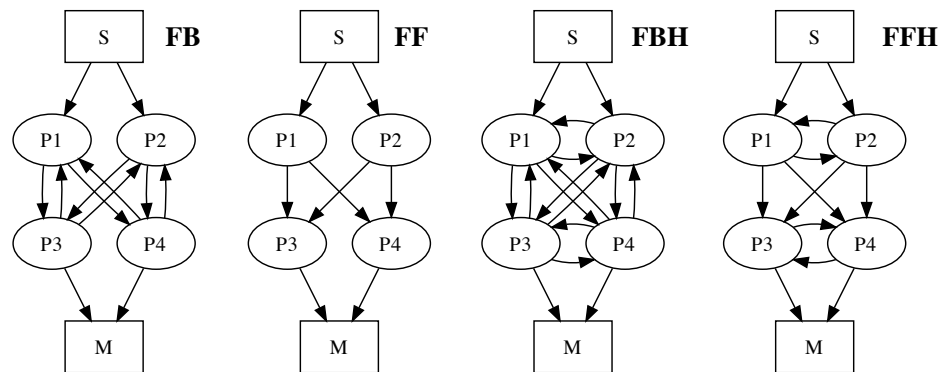 S FB S FF S FBH S FFH
P1 P2 P1 P2 P1 P2 P1 P2
P3 P4 P3 P4 P3 P4 P3 P4
M M M M